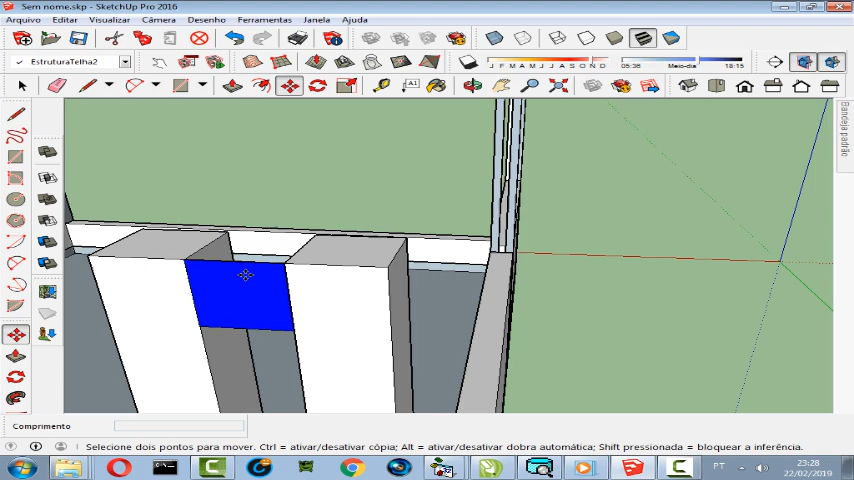 Sem nome.skp - SketchUp Pro 2016
Arquivo Editar Visualizar Câmera Desenho Ferramentas Janela Ajuda
EstruturaTelha2
J F M A M J J A S O N D
05:38 Meio-dia 18:15
A1
Bandeja padrão
Comprimento
Selecione dois pontos para mover. Ctrl = ativar/desativar cópia; Alt = ativar/desativar dobra automática; Shift pressionada = bloquear a inferência.
PT
23:28
22/02/2019